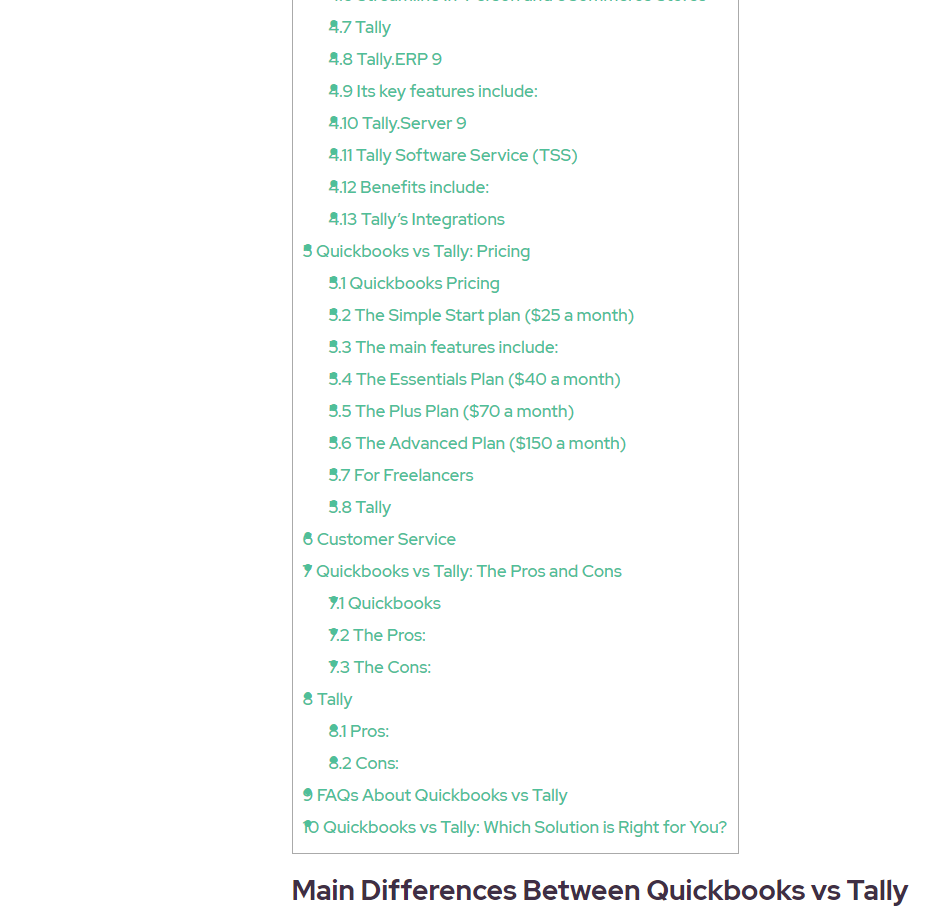 4.7 Tally
4.8 Tally.ERP 9
4.9 Its key features include:
4.10 Tally.Server 9
4.11 Tally Software Service (TSS)
4.12 Benefits include:
4.13 Tally’s Integrations
5 Quickbooks vs Tally: Pricing
5.1 Quickbooks Pricing
5.2 The Simple Start plan ($25 a month)
5.3 The main features include:
5.4 The Essentials Plan ($40 a month)
5.5 The Plus Plan ($70 a month)
5.6 The Advanced Plan ($150 a month)
5.7 For Freelancers
5.8 Tally
6 Customer Service
7 Quickbooks vs Tally: The Pros and Cons
7.1 Quickbooks
7.2 The Pros:
7.3 The Cons:
8 Tally
8.1 Pros:
8.2 Cons:
9 FAQs About Quickbooks vs Tally
10 Quickbooks vs Tally: Which Solution is Right for You?
Main Differences Between Quickbooks vs Tally